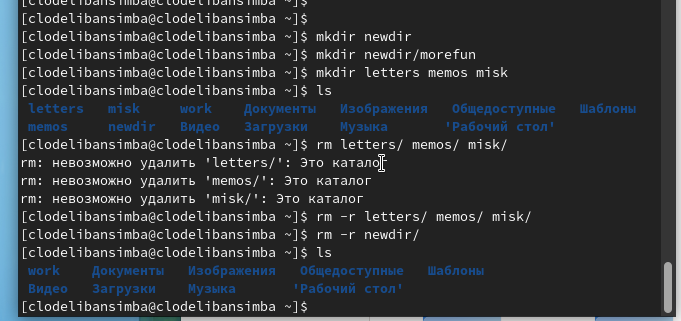 [clodelibansimba@clodelibansimba ~]$
[clodelibansimba@clodelibansimba ~]$
[clodelibansimba@clodelibansimba ~]$ mkdir newdir
[clodelibansimba@clodelibansimba ~]$ mkdir newdir/morefun
[clodelibansimba@clodelibansimba ~]$ mkdir letters memos misk
[clodelibansimba@clodelibansimba ~]$ ls
letters misk work Документы Изображения Общедоступные Шаблоны
memos newdir Видео Загрузки Музыка 'Рабочий стол'
[clodelibansimba@clodelibansimba ~]$ rm letters/ memos/ misk/
rm: невозможно удалить 'letters/': Это каталог
rm: невозможно удалить 'memos/': Это каталог
rm: невозможно удалить 'misk/': Это каталог
[clodelibansimba@clodelibansimba ~]$ rm -r letters/ memos/ misk/
[clodelibansimba@clodelibansimba ~]$ rm -r newdir/
[clodelibansimba@clodelibansimba ~]$ ls
work Документы Изображения Общедоступные Шаблоны
Видео Загрузки Музыка 'Рабочий стол'
[clodelibansimba@clodelibansimba ~]$